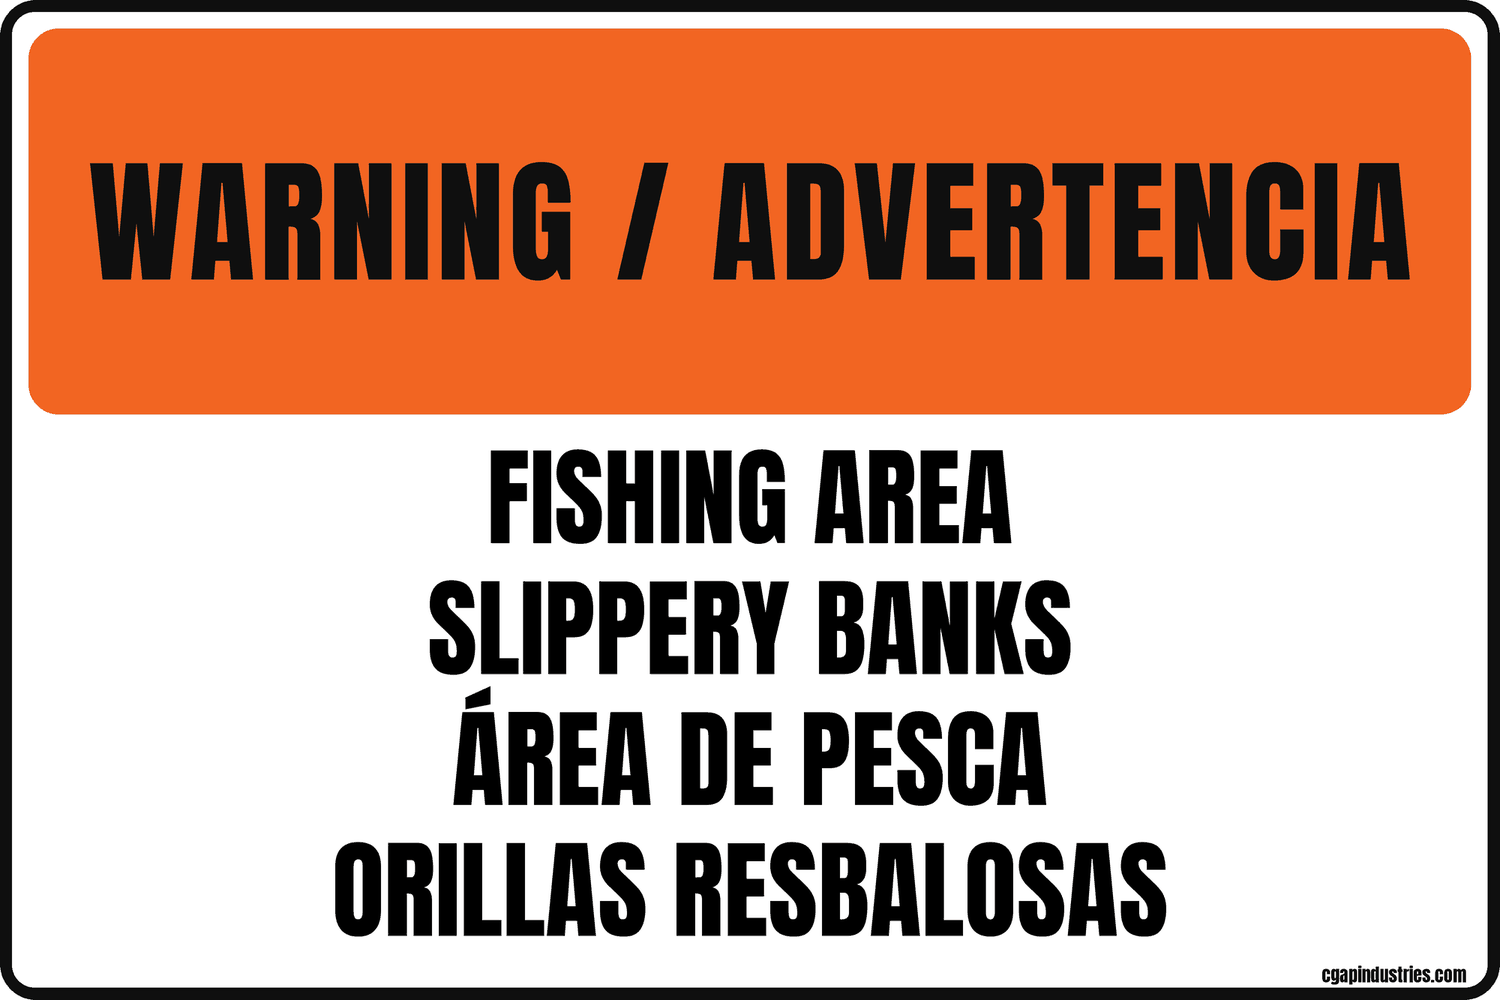 WARNING / ADVERTENCIA
FISHING AREA
SLIPPERY BANKS
ÁREA DE PESCA
ORILLAS RESBALOSAS
cgapindustries.com